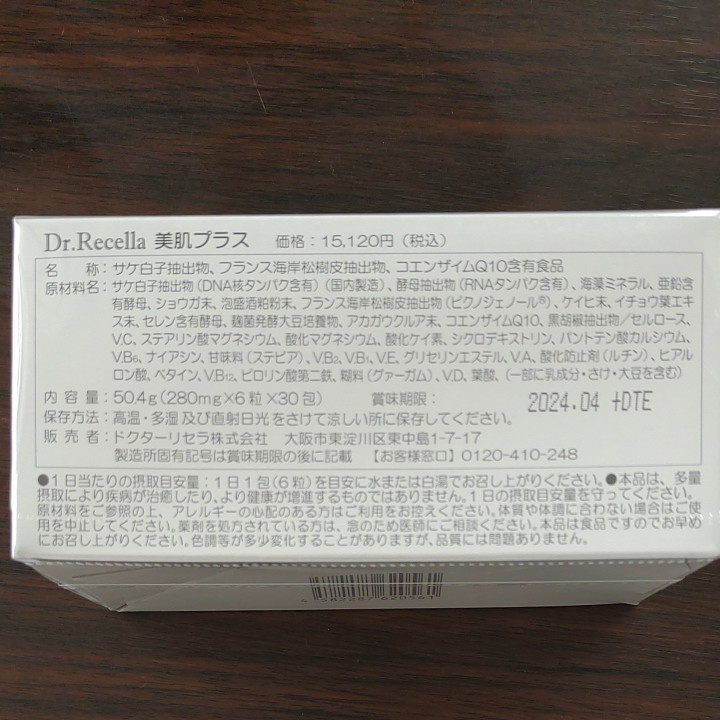 Dr.Recella 美肌プラス 価格：15,120円（税込）
名 称：サケ白子抽出物、フランス海岸松樹皮抽出物、コエンザイムQ10含有食品
原材料名：サケ白子抽出物（DNA核タンパク含有）（国内製造）、酵母抽出物（RNAタンパク含有）、海藻ミネラル、亜鉛含
有酵母、ショウガ末、泡盛酒粕粉末、フランス海岸松樹皮抽出物（ピクノジェノール®）、ケイヒ末、イチョウ葉エキ
ス末、セレン含有酵母、麹菌発酵大豆培養物、アカガウクルア末、コエンザイムQ10、黒胡椒抽出物／セルロース、
V.C、ステアリン酸マグネシウム、酸化マグネシウム、酸化ケイ素、シクロデキストリン、パントテン酸カルシウム、
V.B₆、ナイアシン、甘味料（ステビア）、V.B₂、V.B₁、V.E、グリセリンエステル、V.A、酸化防止剤（ルチン）、ヒアル
ロン酸、ベタイン、V.B₁₂、ピロリン酸第二鉄、糊料（グァーガム）、V.D、葉酸、（一部に乳成分・さけ・大豆を含む）
内 容 量：50.4g（280mg×6粒×30包） 賞味期限： 2024.04 +DTE
保存方法：高温・多湿及び直射日光をさけて涼しい所に保存してください。
販 売 者：ドクターリセラ株式会社 大阪市東淀川区東中島1-7-17
製造所固有記号は賞味期限の後に記載 【お客様窓口】0120-410-248
●1日当たりの摂取目安量：1日1包（6粒）を目安に水または白湯でお召し上がりください。●本品は、多量
摂取により疾病が治癒したり、より健康が増進するものではありません。1日の摂取量を守ってください。
原材料をご参照の上、アレルギーの心配のある方はご利用をお控えください。体質や体調に合わない場合はご使
用を中止してください。薬剤を処方されている方は、念のため医師にご相談ください。本品は食品ですのでお早め
にお召し上がりください。色調等が多少変化することがありますが、品質には問題ありません。